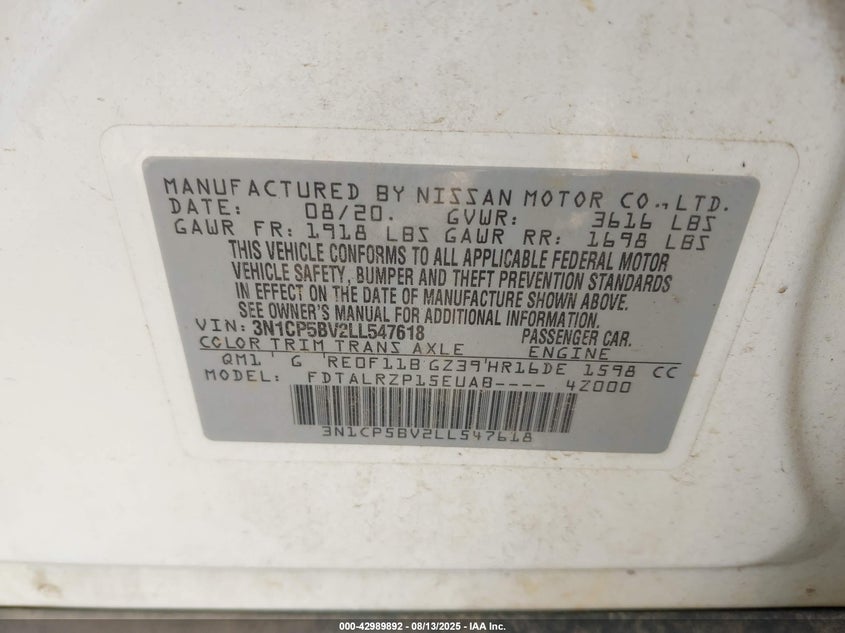 MANUFACTURED BY NISSAN MOTOR CO., LTD.
DATE: 08/20. GVWR: 3616 LBS
GAWR FR: 1918 LBS GAWR RR: 1698 LBS
THIS VEHICLE CONFORMS TO ALL APPLICABLE FEDERAL MOTOR
VEHICLE SAFETY, BUMPER AND THEFT PREVENTION STANDARDS
IN EFFECT ON THE DATE OF MANUFACTURE SHOWN ABOVE.
SEE OWNER'S MANUAL FOR ADDITIONAL INFORMATION.
VIN: 3N1CP5BV2LL547618 PASSENGER CAR.
COLOR TRIM TRANS AXLE ENGINE
QM1 ' G 'RE0F11B'GZ39'HR16DE 1598 CC
MODEL: FDTALRZP15EUAB---- 4Z000
3N1CP5BV2LL547618
000-42989892 - 08/13/2025 - IAA Inc.